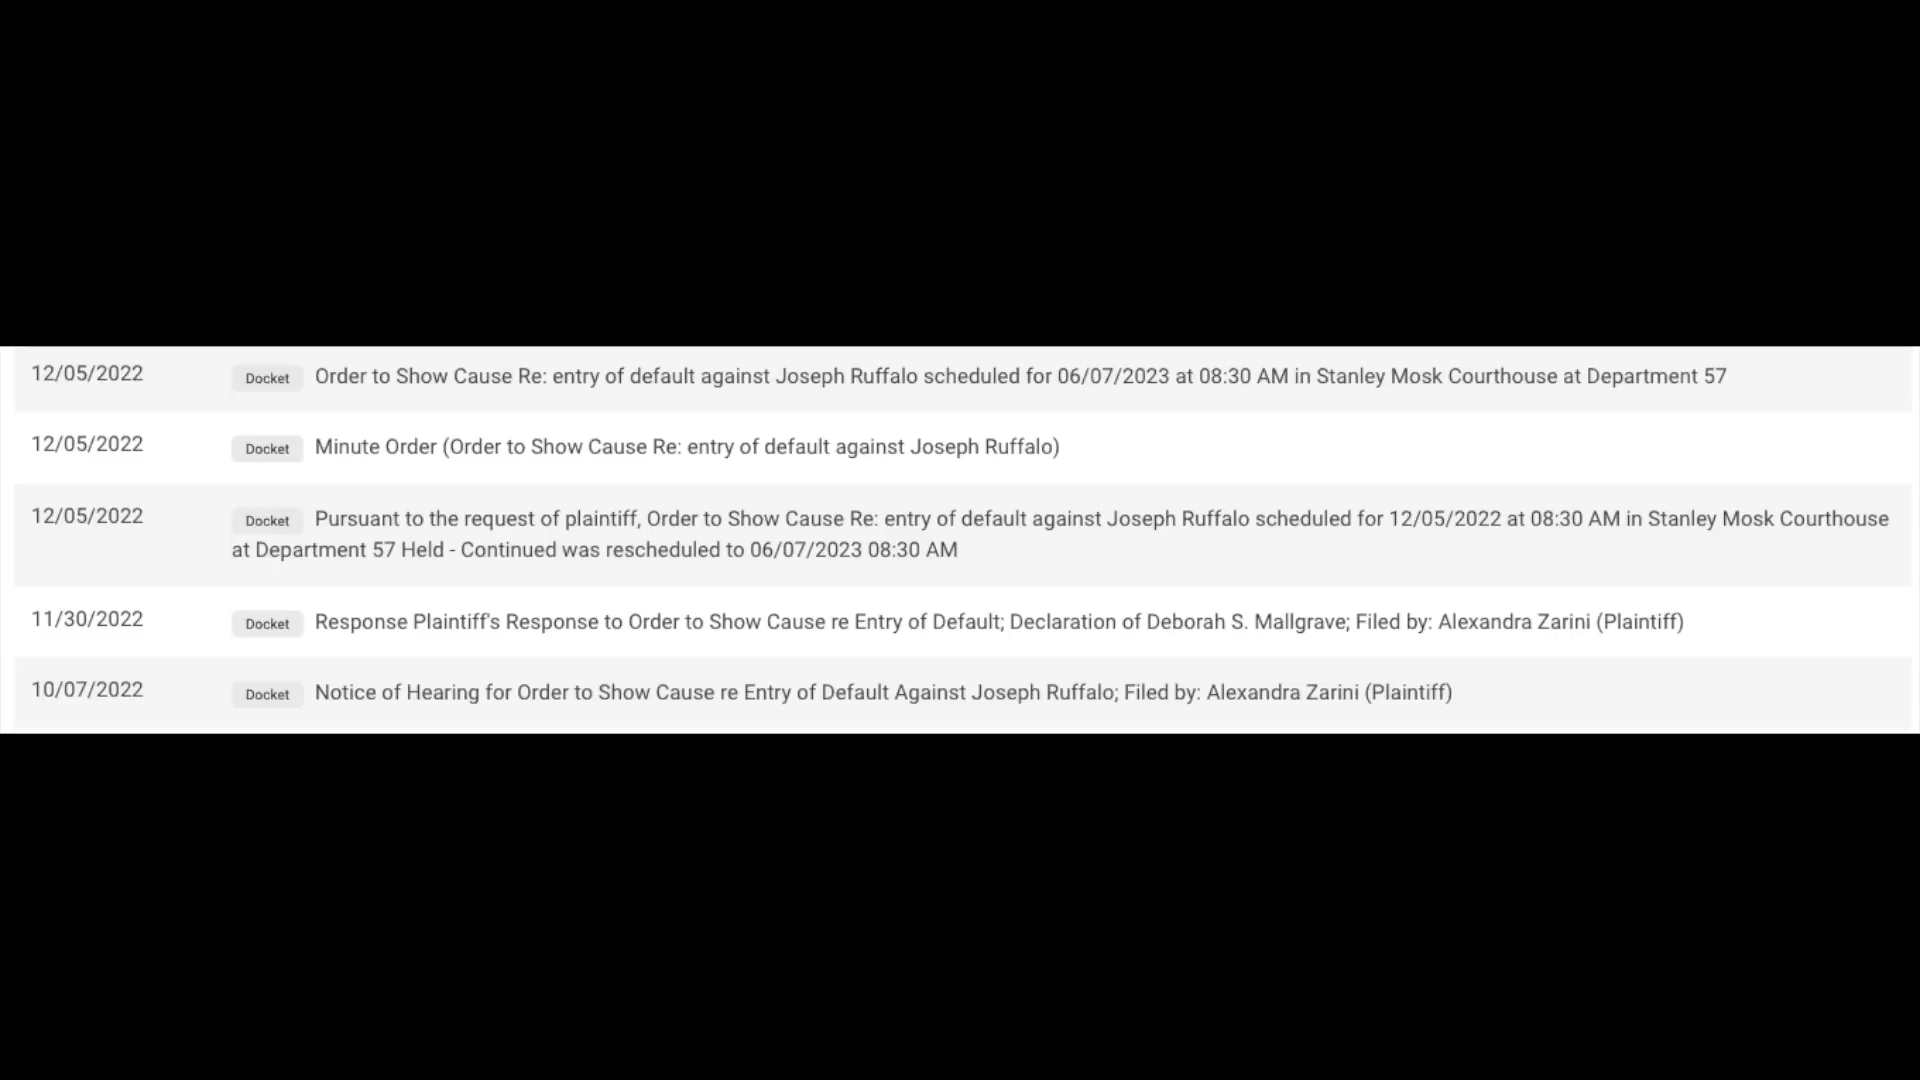 12/05/2022 Docket Order to Show Cause Re: entry of default against Joseph Ruffalo scheduled for 06/07/2023 at 08:30 AM in Stanley Mosk Courthouse at Department 57
12/05/2022 Docket Minute Order (Order to Show Cause Re: entry of default against Joseph Ruffalo)
12/05/2022 Docket Pursuant to the request of plaintiff, Order to Show Cause Re: entry of default against Joseph Ruffalo scheduled for 12/05/2022 at 08:30 AM in Stanley Mosk Courthouse
at Department 57 Held - Continued was rescheduled to 06/07/2023 08:30 AM
11/30/2022 Docket Response Plaintiff's Response to Order to Show Cause re Entry of Default; Declaration of Deborah S. Mallgrave; Filed by: Alexandra Zarini (Plaintiff)
10/07/2022 Docket Notice of Hearing for Order to Show Cause re Entry of Default Against Joseph Ruffalo; Filed by: Alexandra Zarini (Plaintiff)